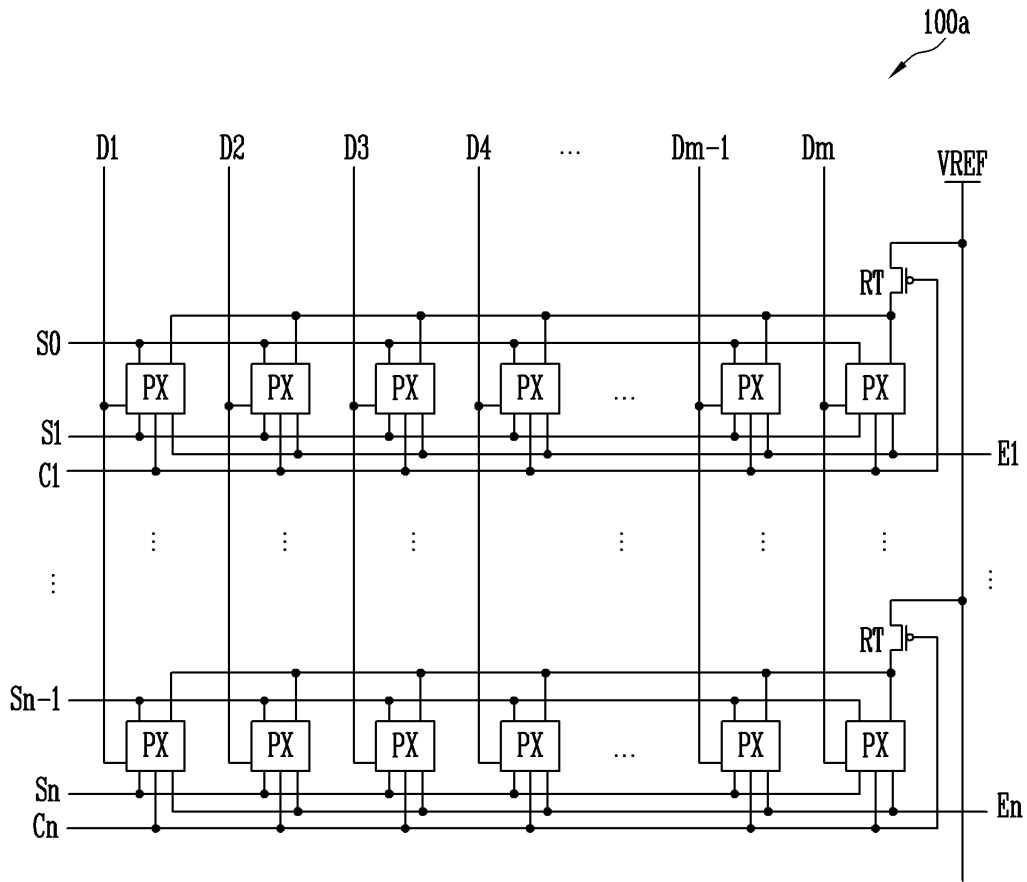 100a
D1 D2 D3 D4 ... Dm-1 Dm
VREF
RT
S0
PX PX PX PX ... PX PX
S1
E1
C1
RT
Sn-1
PX PX PX PX ... PX PX
Sn
En
Cn